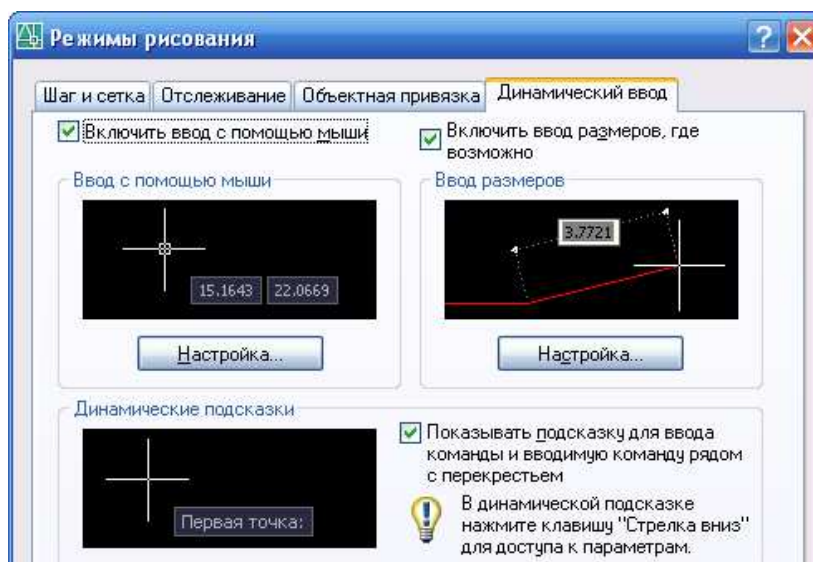 Режимы рисования
Шаг и сетка Отслеживание Объектная привязка Динамический ввод
Включить ввод с помощью мыши
Включить ввод размеров, где
возможно
Ввод с помощью мыши
Ввод размеров
3.7721
15.1643 22.0669
Настройка...
Настройка...
Динамические подсказки
Первая точка:
Показывать подсказку для ввода
команды и вводимую команду рядом
с перекрестьем
В динамической подсказке
нажмите клавишу "Стрелка вниз"
для доступа к параметрам.